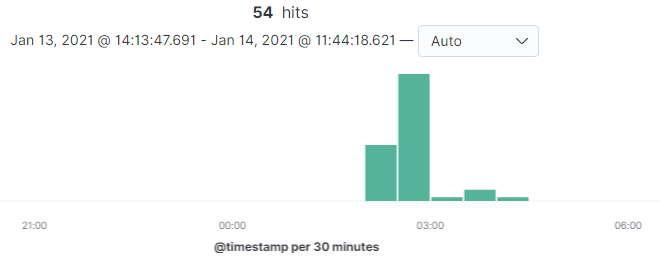 54 hits
Jan 13, 2021 @ 14:13:47.691 - Jan 14, 2021 @ 11:44:18.621 — Auto
21:00 00:00 03:00 06:00
@timestamp per 30 minutes